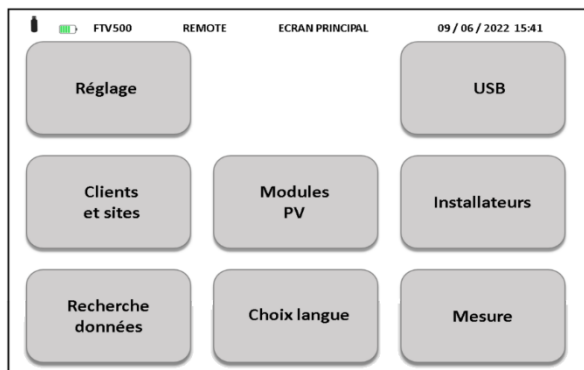 FTV500 REMOTE ECRAN PRINCIPAL 09 / 06 / 2022 15:41
Réglage
USB
Clients
et sites
Modules
PV
Installateurs
Recherche
données
Choix langue
Mesure